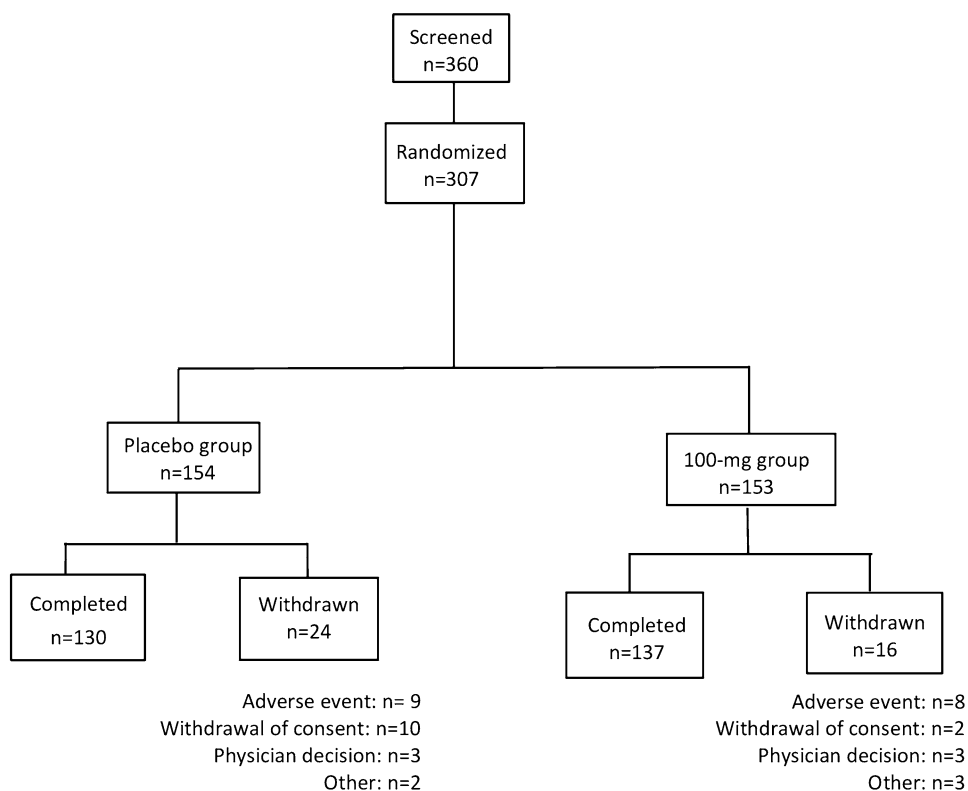 Screened
n=360
Randomized
n=307
Placebo group
n=154
100-mg group
n=153
Completed
n=130
Withdrawn
n=24
Completed
n=137
Withdrawn
n=16
Adverse event: n= 9
Withdrawal of consent: n=10
Physician decision: n=3
Other: n=2
Adverse event: n=8
Withdrawal of consent: n=2
Physician decision: n=3
Other: n=3